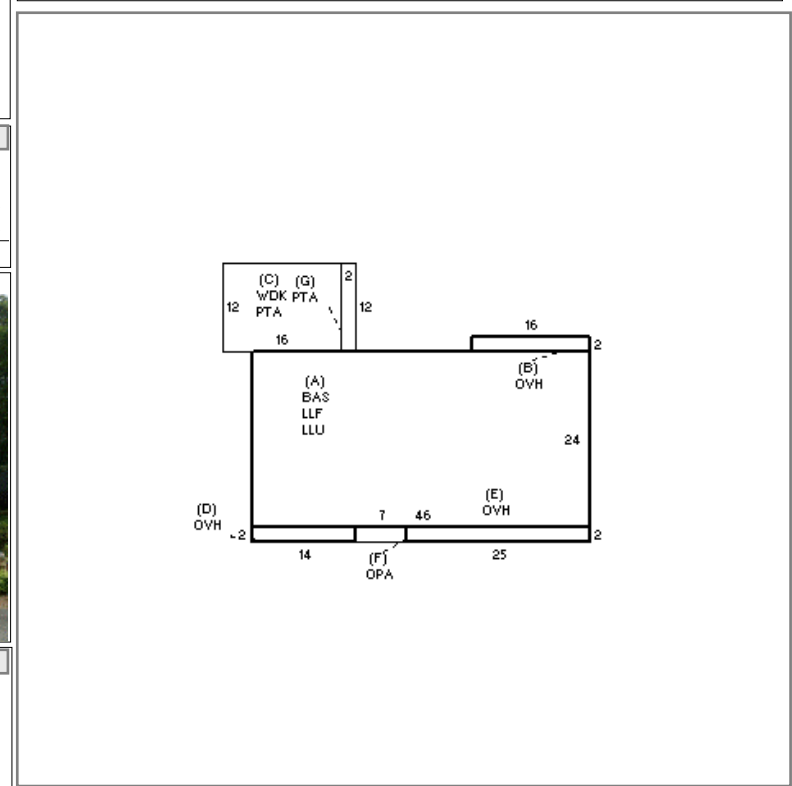 (C) (G) 2
WDK PTA
12 PTA 12
16
16
2
(B)
OVH
(A)
BAS
LLF
LLU
24
(E)
OVH
(D)
OVH
7 46
2
2
14
25
(F)
OPA